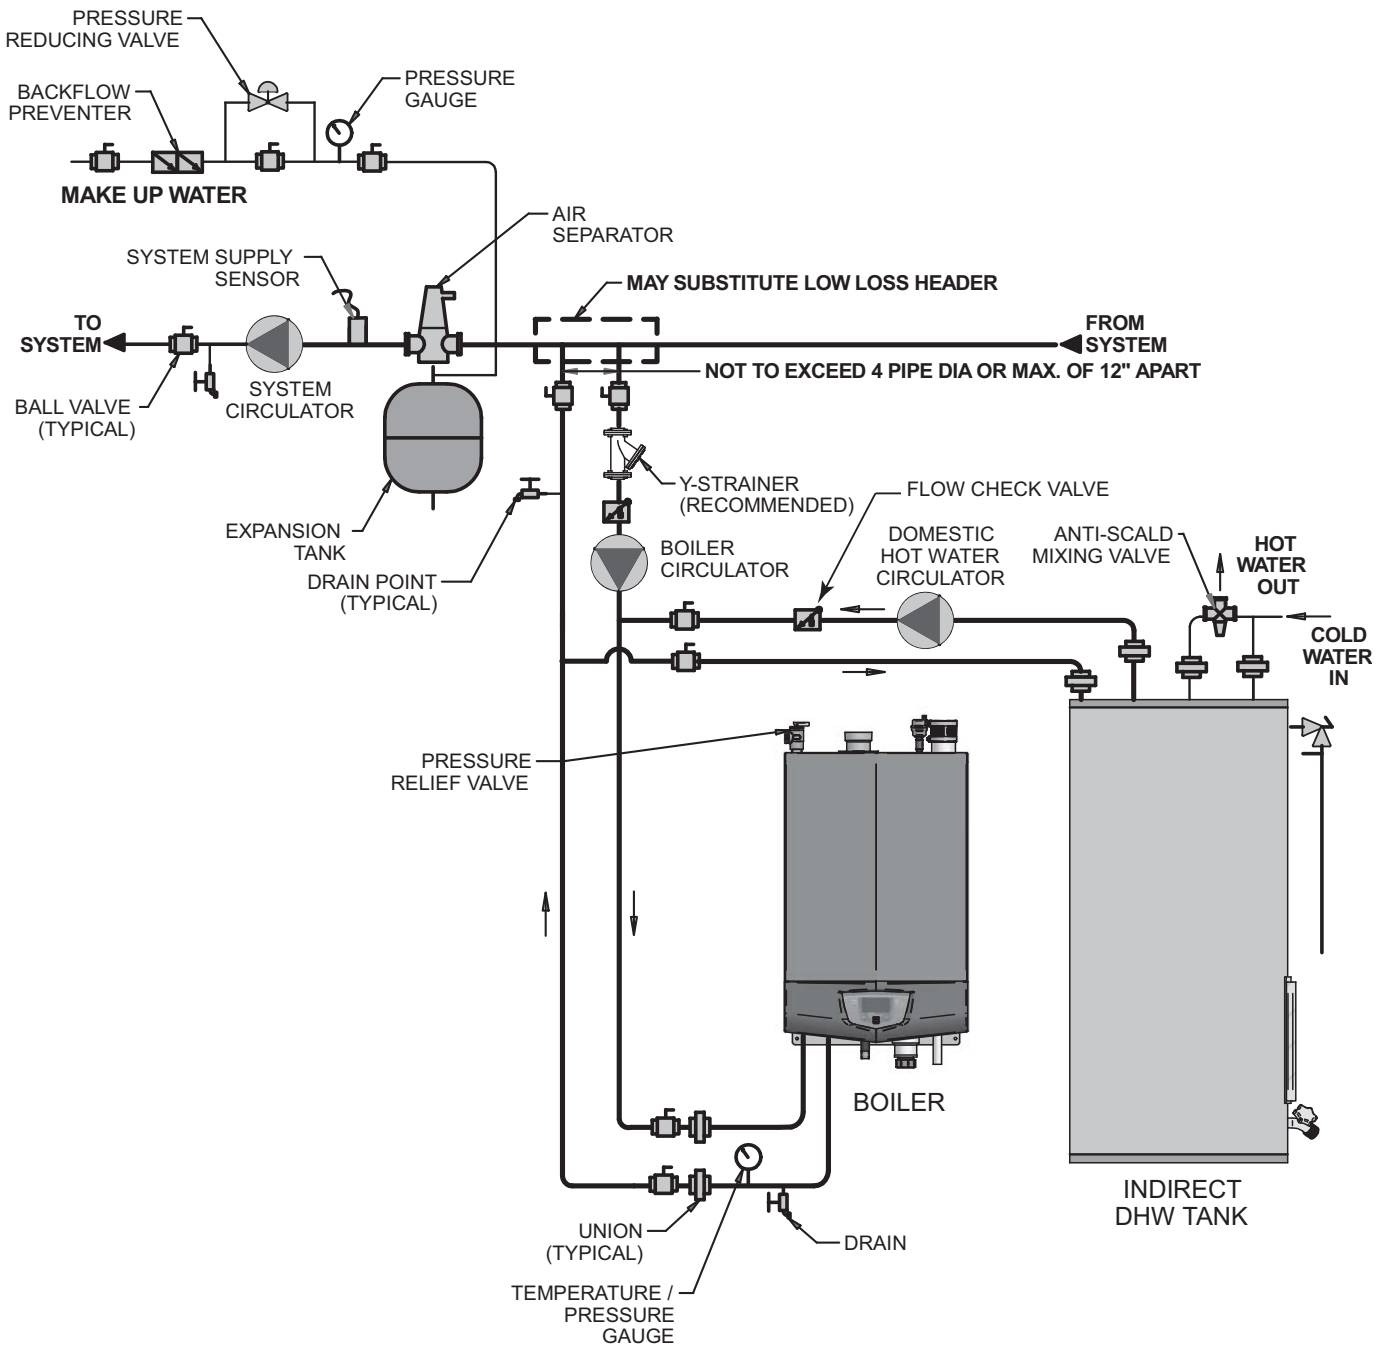 PRESSURE
REDUCING VALVE
BACKFLOW
PREVENTER
PRESSURE
GAUGE
MAKE UP WATER
AIR
SEPARATOR
SYSTEM SUPPLY
SENSOR
MAY SUBSTITUTE LOW LOSS HEADER
TO
SYSTEM
FROM
SYSTEM
NOT TO EXCEED 4 PIPE DIA OR MAX. OF 12" APART
SYSTEM
CIRCULATOR
BALL VALVE
(TYPICAL)
Y-STRAINER
(RECOMMENDED)
FLOW CHECK VALVE
EXPANSION
TANK
DRAIN POINT
(TYPICAL)
BOILER
CIRCULATOR
DOMESTIC
HOT WATER
CIRCULATOR
ANTI-SCALD
MIXING VALVE
HOT
WATER
OUT
COLD
WATER
IN
PRESSURE
RELIEF VALVE
BOILER
INDIRECT
DHW TANK
UNION
(TYPICAL)
DRAIN
TEMPERATURE /
PRESSURE
GAUGE